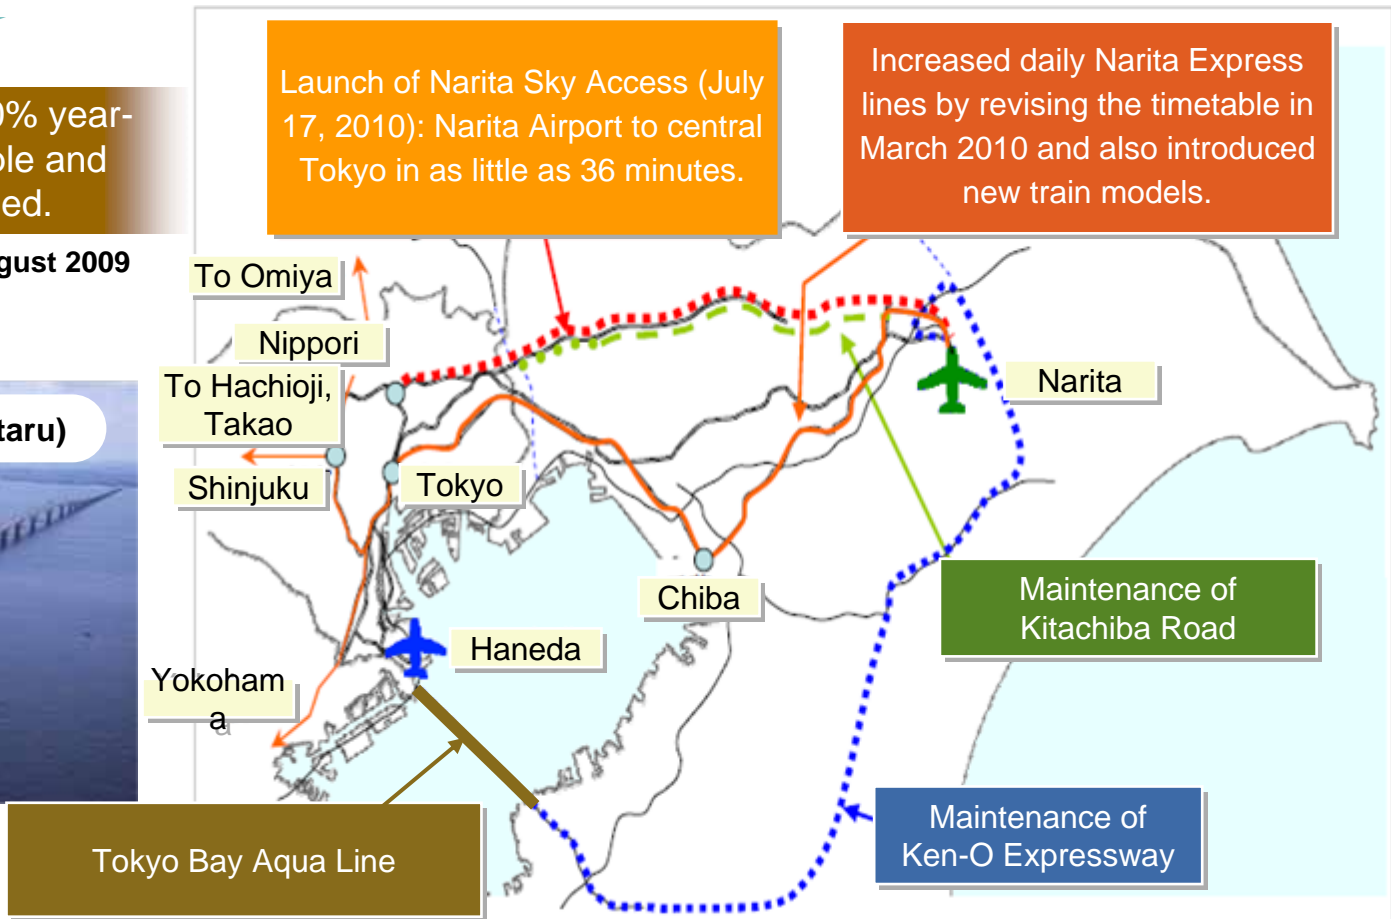 0% year-
ble and
ed.
gust 2009
taru)
Launch of Narita Sky Access (July
17, 2010): Narita Airport to central
Tokyo in as little as 36 minutes.
Increased daily Narita Express
lines by revising the timetable in
March 2010 and also introduced
new train models.
To Omiya
Nippori
To Hachioji,
Takao
Shinjuku
Tokyo
Narita
Chiba
Haneda
Yokoham
a
Maintenance of
Kitachiba Road
Maintenance of
Ken-O Expressway
Tokyo Bay Aqua Line